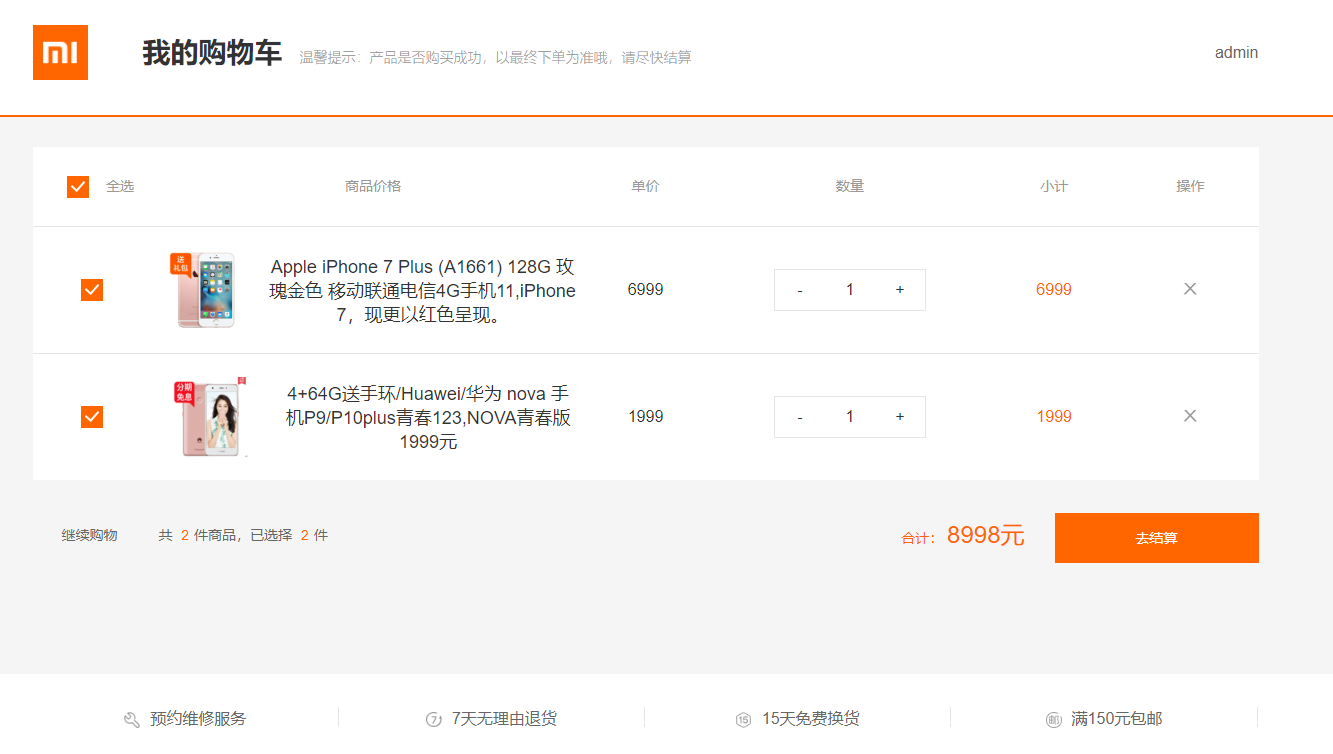 mi
我的购物车 温馨提示：产品是否购买成功，以最终下单为准哦，请尽快结算
admin
全选 商品价格 单价 数量 小计 操作
送
礼包
Apple iPhone 7 Plus (A1661) 128G 玫
瑰金色 移动联通电信4G手机11,iPhone
7，现更以红色呈现。
6999 - 1 + 6999
分期
免息
4+64G送手环/Huawei/华为 nova 手
机P9/P10plus青春123,NOVA青春版
1999元
1999 - 1 + 1999
继续购物 共 2 件商品，已选择 2 件 合计： 8998元 去结算
预约维修服务 7 7天无理由退货 15 15天免费换货 邮 满150元包邮